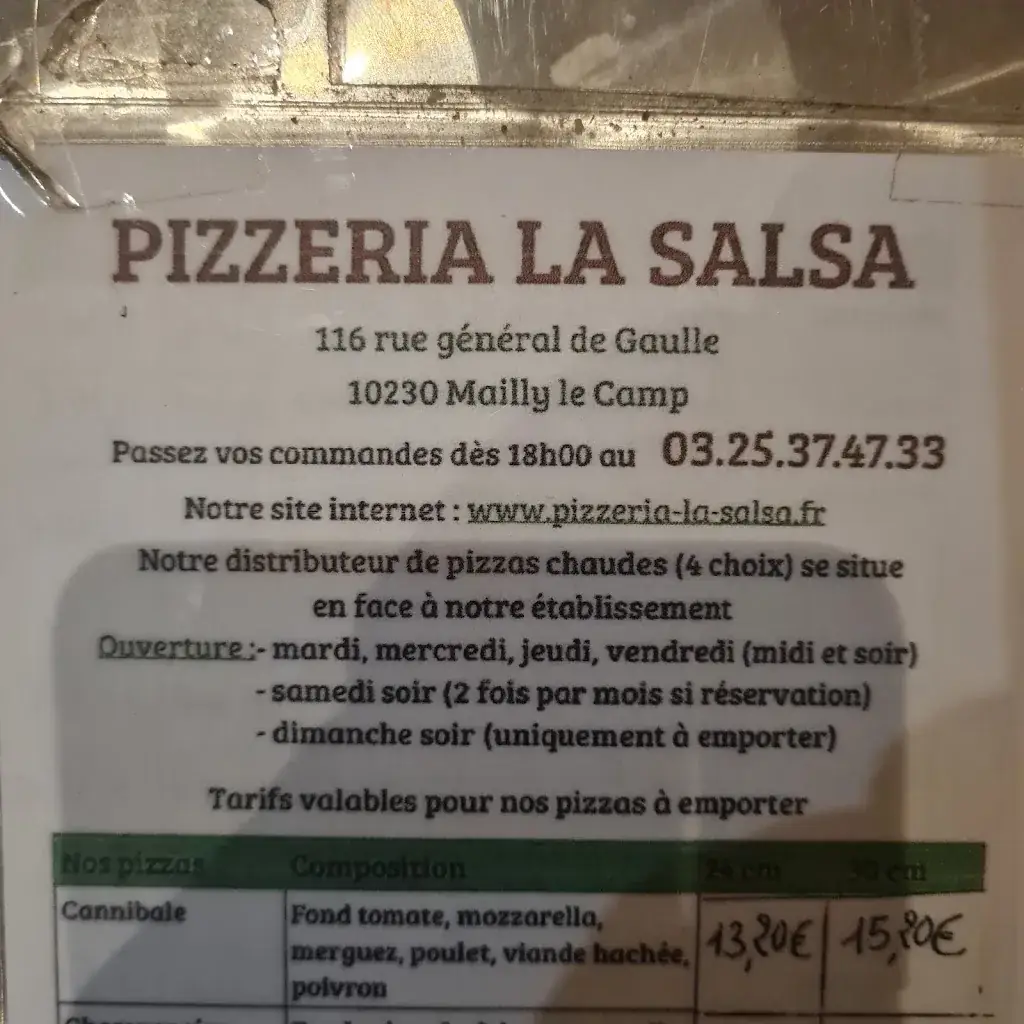 PIZZERIA LA SALSA
116 rue général de Gaulle
10230 Mailly le Camp
Passez vos commandes dès 18h00 au 03.25.37.47.33
Notre site internet : www.pizzeria-la-salsa.fr
Notre distributeur de pizzas chaudes (4 choix) se situe
en face à notre établissement
Ouverture :- mardi, mercredi, jeudi, vendredi (midi et soir)
- samedi soir (2 fois par mois si réservation)
- dimanche soir (uniquement à emporter)
Tarifs valables pour nos pizzas à emporter
Nos pizzas Composition cm cm
Cannibale Fond tomate, mozzarella, 13,20€ 15,20€
merguez, poulet, viande hachée,
poivron